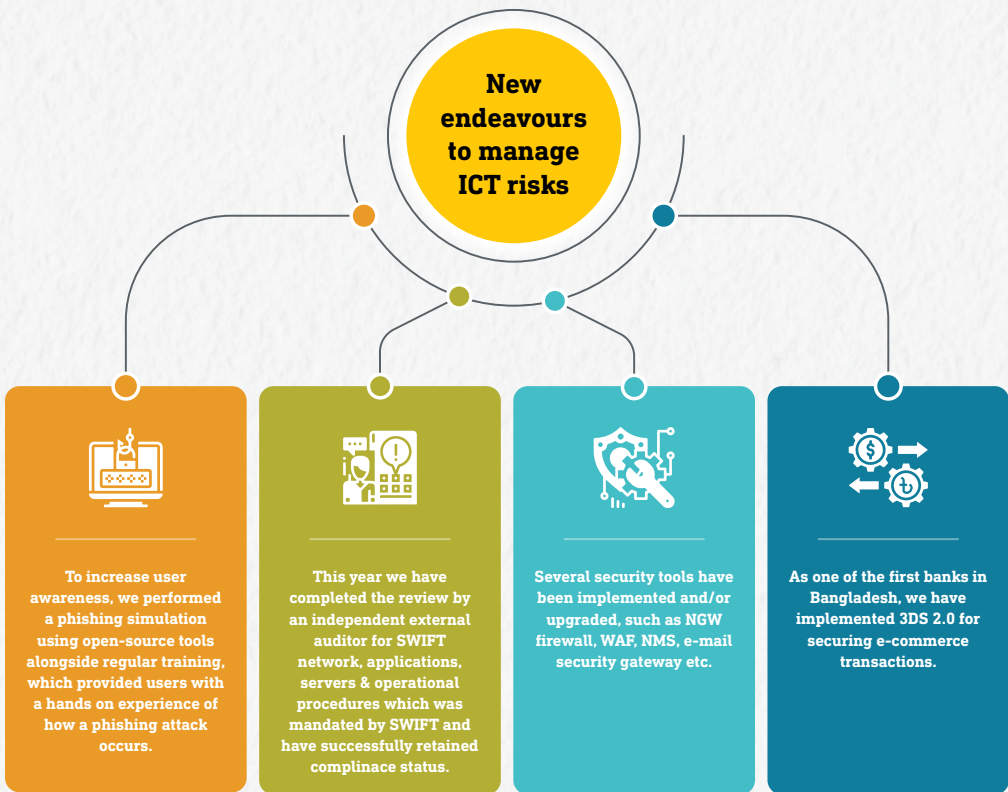 New
endeavours
to manage
ICT risks
To increase user
awareness, we performed
a phishing simulation
using open-source tools
alongside regular training,
which provided users with
a hands on experience of
how a phishing attack
occurs.
This year we have
completed the review by
an independent external
auditor for SWIFT
network, applications,
servers & operational
procedures which was
mandated by SWIFT and
have successfully retained
complinace status.
Several security tools have
been implemented and/or
upgraded, such as NGW
firewall, WAF, NMS, e-mail
security gateway etc.
As one of the first banks in
Bangladesh, we have
implemented 3DS 2.0 for
securing e-commerce
transactions.